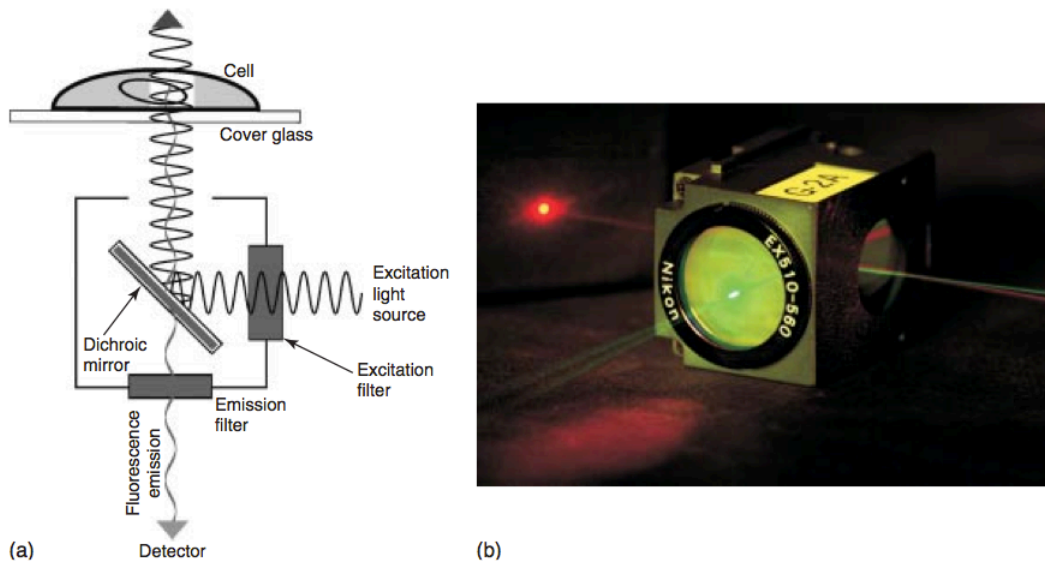 Cell
Cover glass
Excitation
light
source
Dichroic
mirror
Excitation
filter
Emission
filter
Fluorescence
emission
(a)
Detector
G-2A
EX510-560
Nikon
(b)